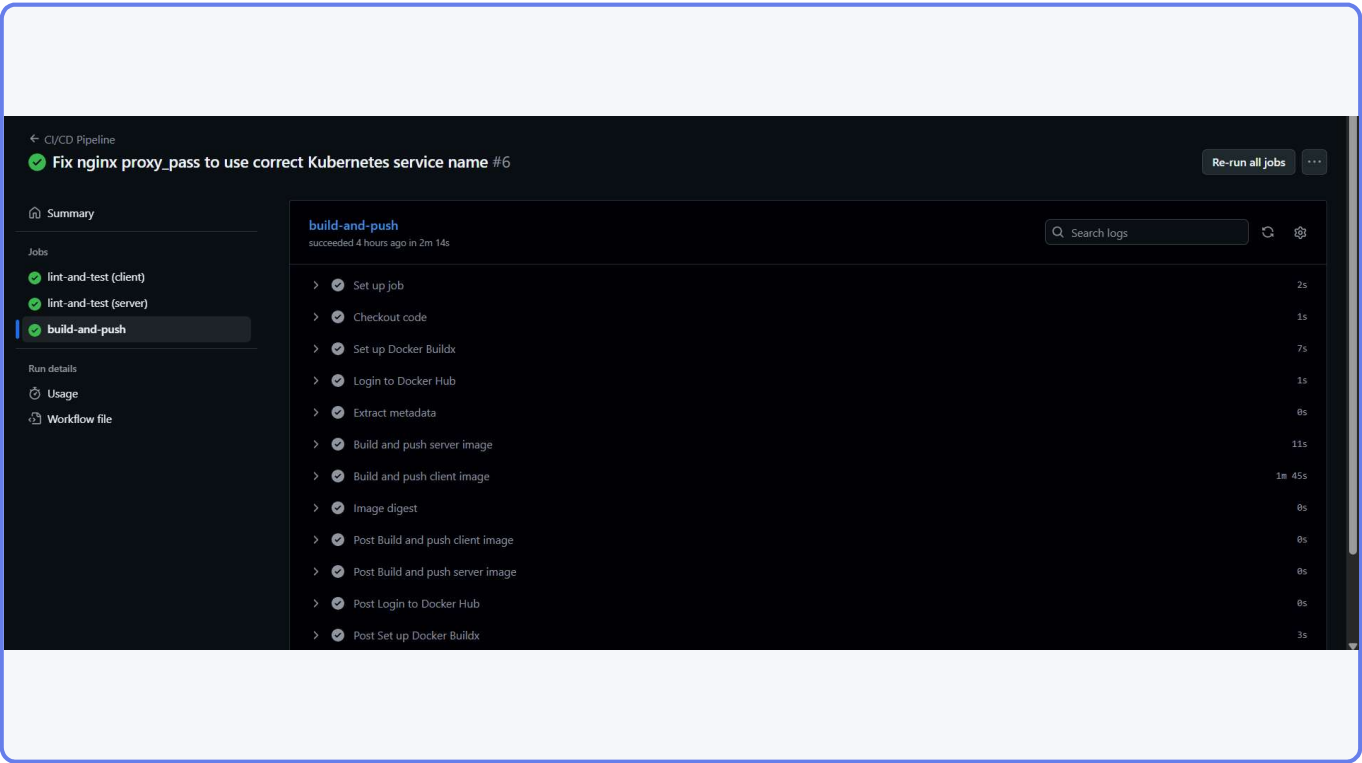 CI/CD Pipeline
Fix nginx proxy_pass to use correct Kubernetes service name #6
Re-run all jobs
Summary
Jobs
lint-and-test (client)
lint-and-test (server)
build-and-push
Run details
Usage
Workflow file
build-and-push
succeeded 4 hours ago in 2m 14s
Search logs
Set up job 2s
Checkout code 1s
Set up Docker Buildx 7s
Login to Docker Hub 1s
Extract metadata 0s
Build and push server image 11s
Build and push client image 1m 45s
Image digest 0s
Post Build and push client image 0s
Post Build and push server image 0s
Post Login to Docker Hub 0s
Post Set up Docker Buildx 3s